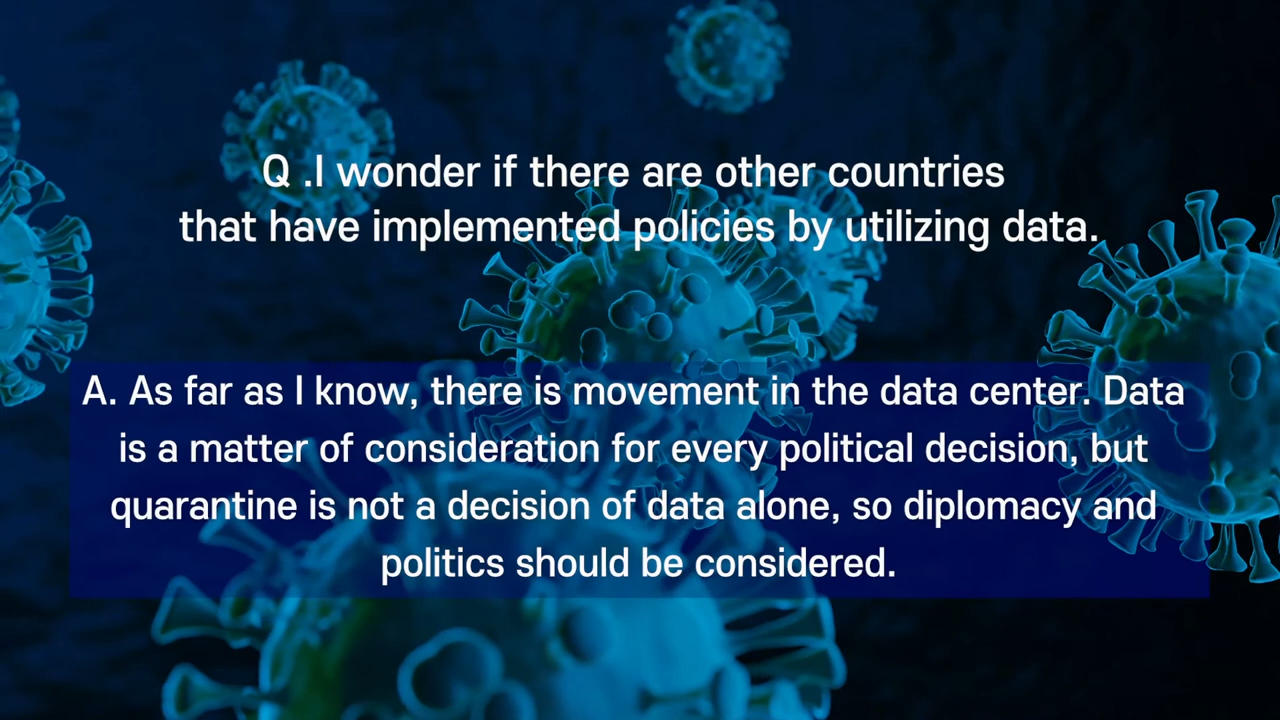 Q .I wonder if there are other countries
that have implemented policies by utilizing data.
A. As far as I know, there is movement in the data center. Data
is a matter of consideration for every political decision, but
quarantine is not a decision of data alone, so diplomacy and
politics should be considered.